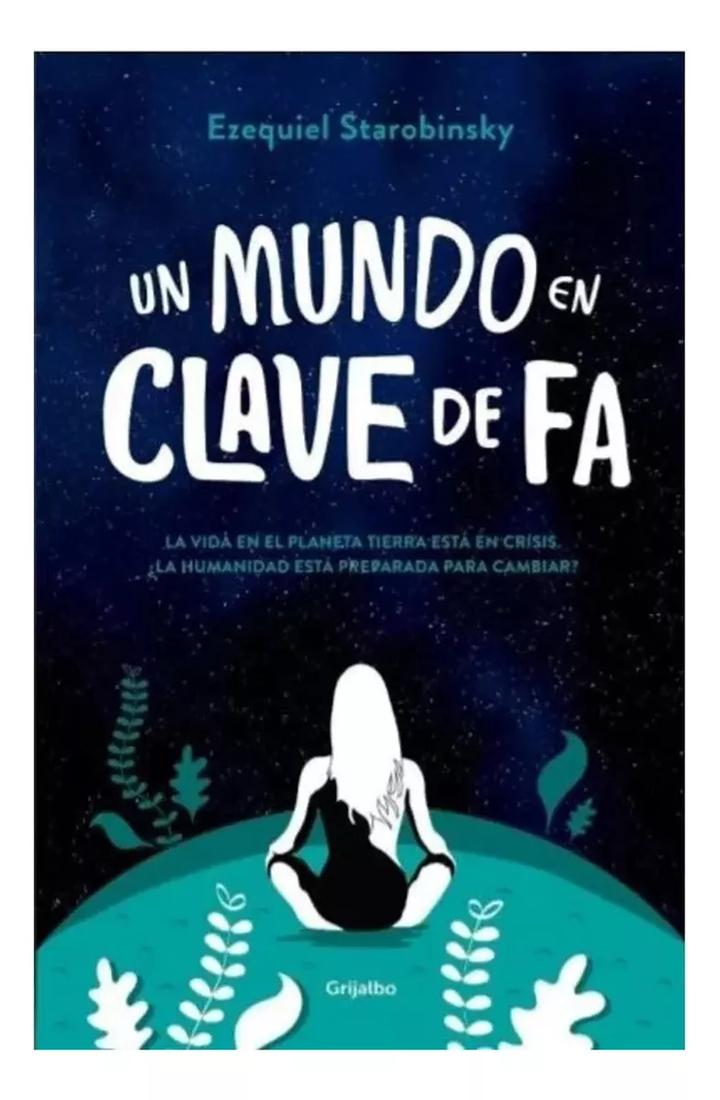 Ezequiel Starobinsky
UN MUNDO EN
CLAVE DE FA
LA VIDA EN EL PLANETA TIERRA ESTÁ EN CRISIS.
¿LA HUMANIDAD ESTÁ PREPARADA PARA CAMBIAR?
Grijalbo